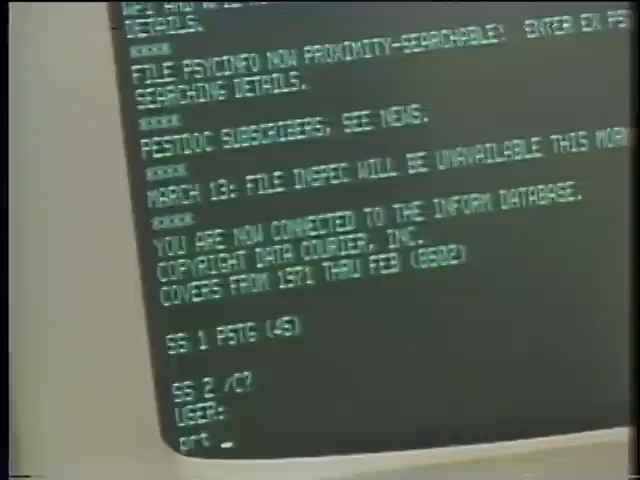 DETAILS.
****
FILE PSYCINFO NOW PROXIMITY-SEARCHABLE! ENTER EX PS
SEARCHING DETAILS.
****
PESTDOC SUBSCRIBERS, SEE NEWS.
****
MARCH 13: FILE INSPEC WILL BE UNAVAILABLE THIS MOR
****
YOU ARE NOW CONNECTED TO THE INFORM DATABASE.
COPYRIGHT DATA COURIER, INC.
COVERS FROM 1971 THRU FEB (8602)
SS 1 PSTG (45)
SS 2 /C?
USER:
prt _